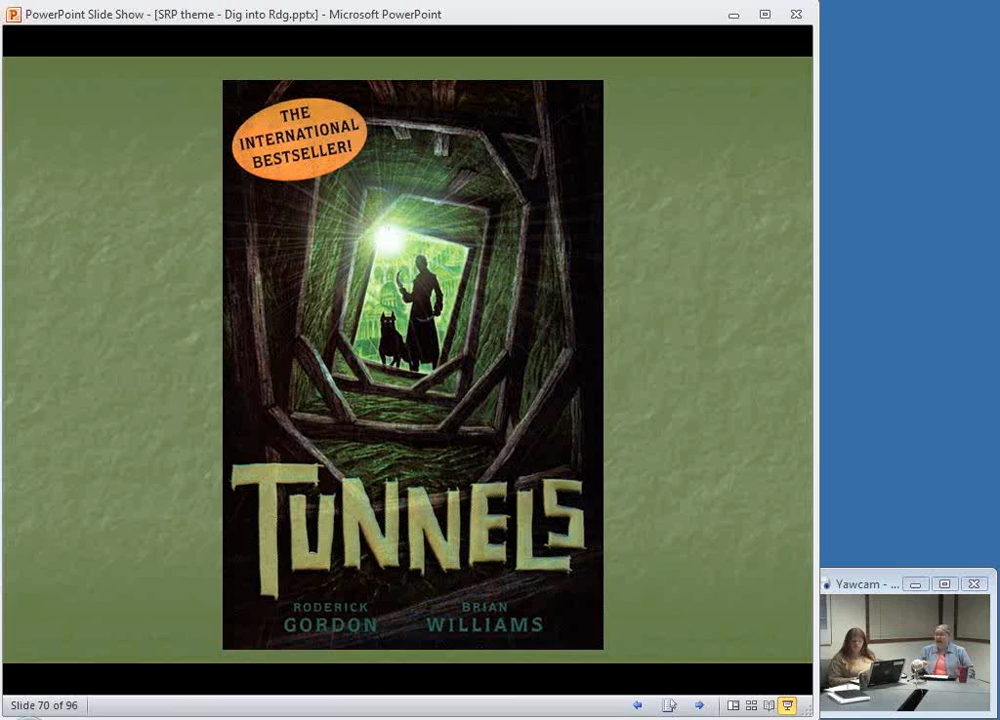 PowerPoint Slide Show - [SRP theme - Dig into Rdg.pptx] - Microsoft PowerPoint
THE
INTERNATIONAL
BESTSELLER!
TUNNELS
RODERICK
GORDON
BRIAN
WILLIAMS
Yawcam - ...
Slide 70 of 96